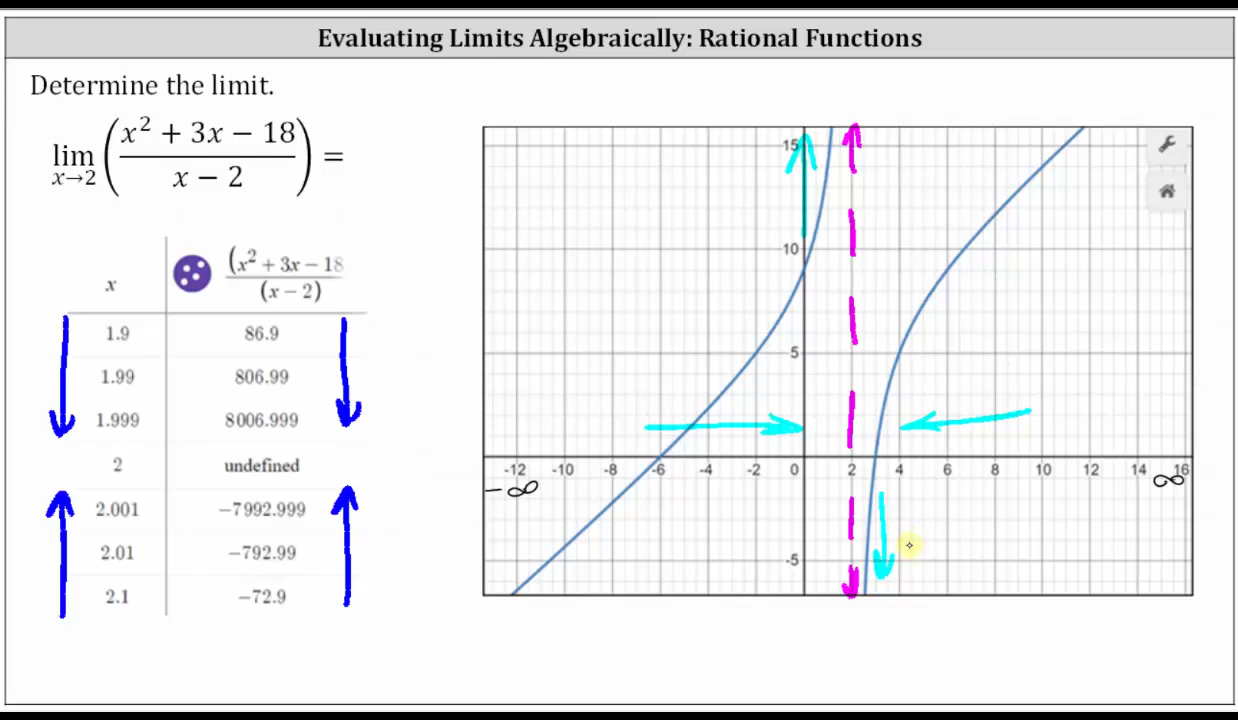 Evaluating Limits Algebraically: Rational Functions
Determine the limit.
lim x→2 ((x² + 3x − 18)/(x − 2)) =
x (x² + 3x − 18/(x − 2)
1.9 86.9
1.99 806.99
1.999 8006.999
2 undefined
2.001 −7992.999
2.01 −792.99
2.1 −72.9
15
10
5
-12 -10 -8 -6 -4 -2 0 2 4 6 8 10 12 14 16
−∞ ∞
-5